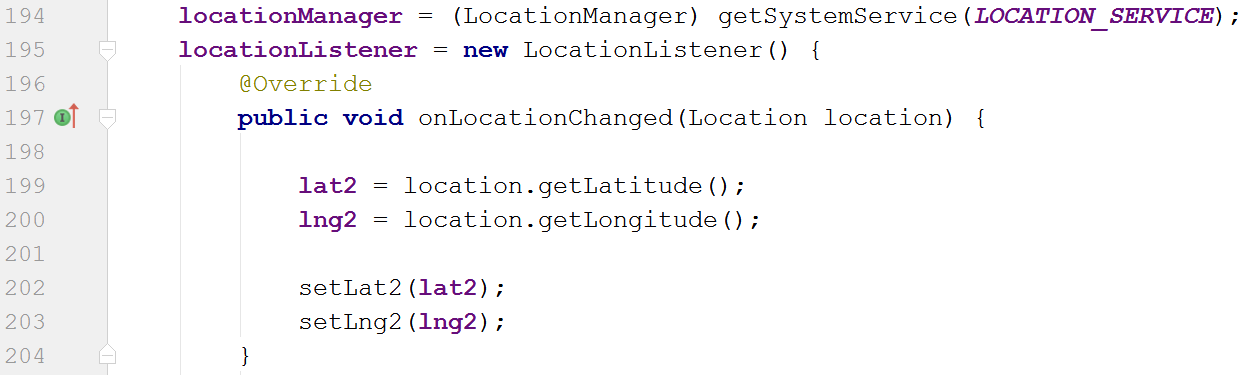 194 locationManager = (LocationManager) getSystemService(LOCATION_SERVICE);
195 locationListener = new LocationListener() {
196 @Override
197 I public void onLocationChanged(Location location) {
198
199 lat2 = location.getLatitude();
200 lng2 = location.getLongitude();
201
202 setLat2(lat2);
203 setLng2(lng2);
204 }